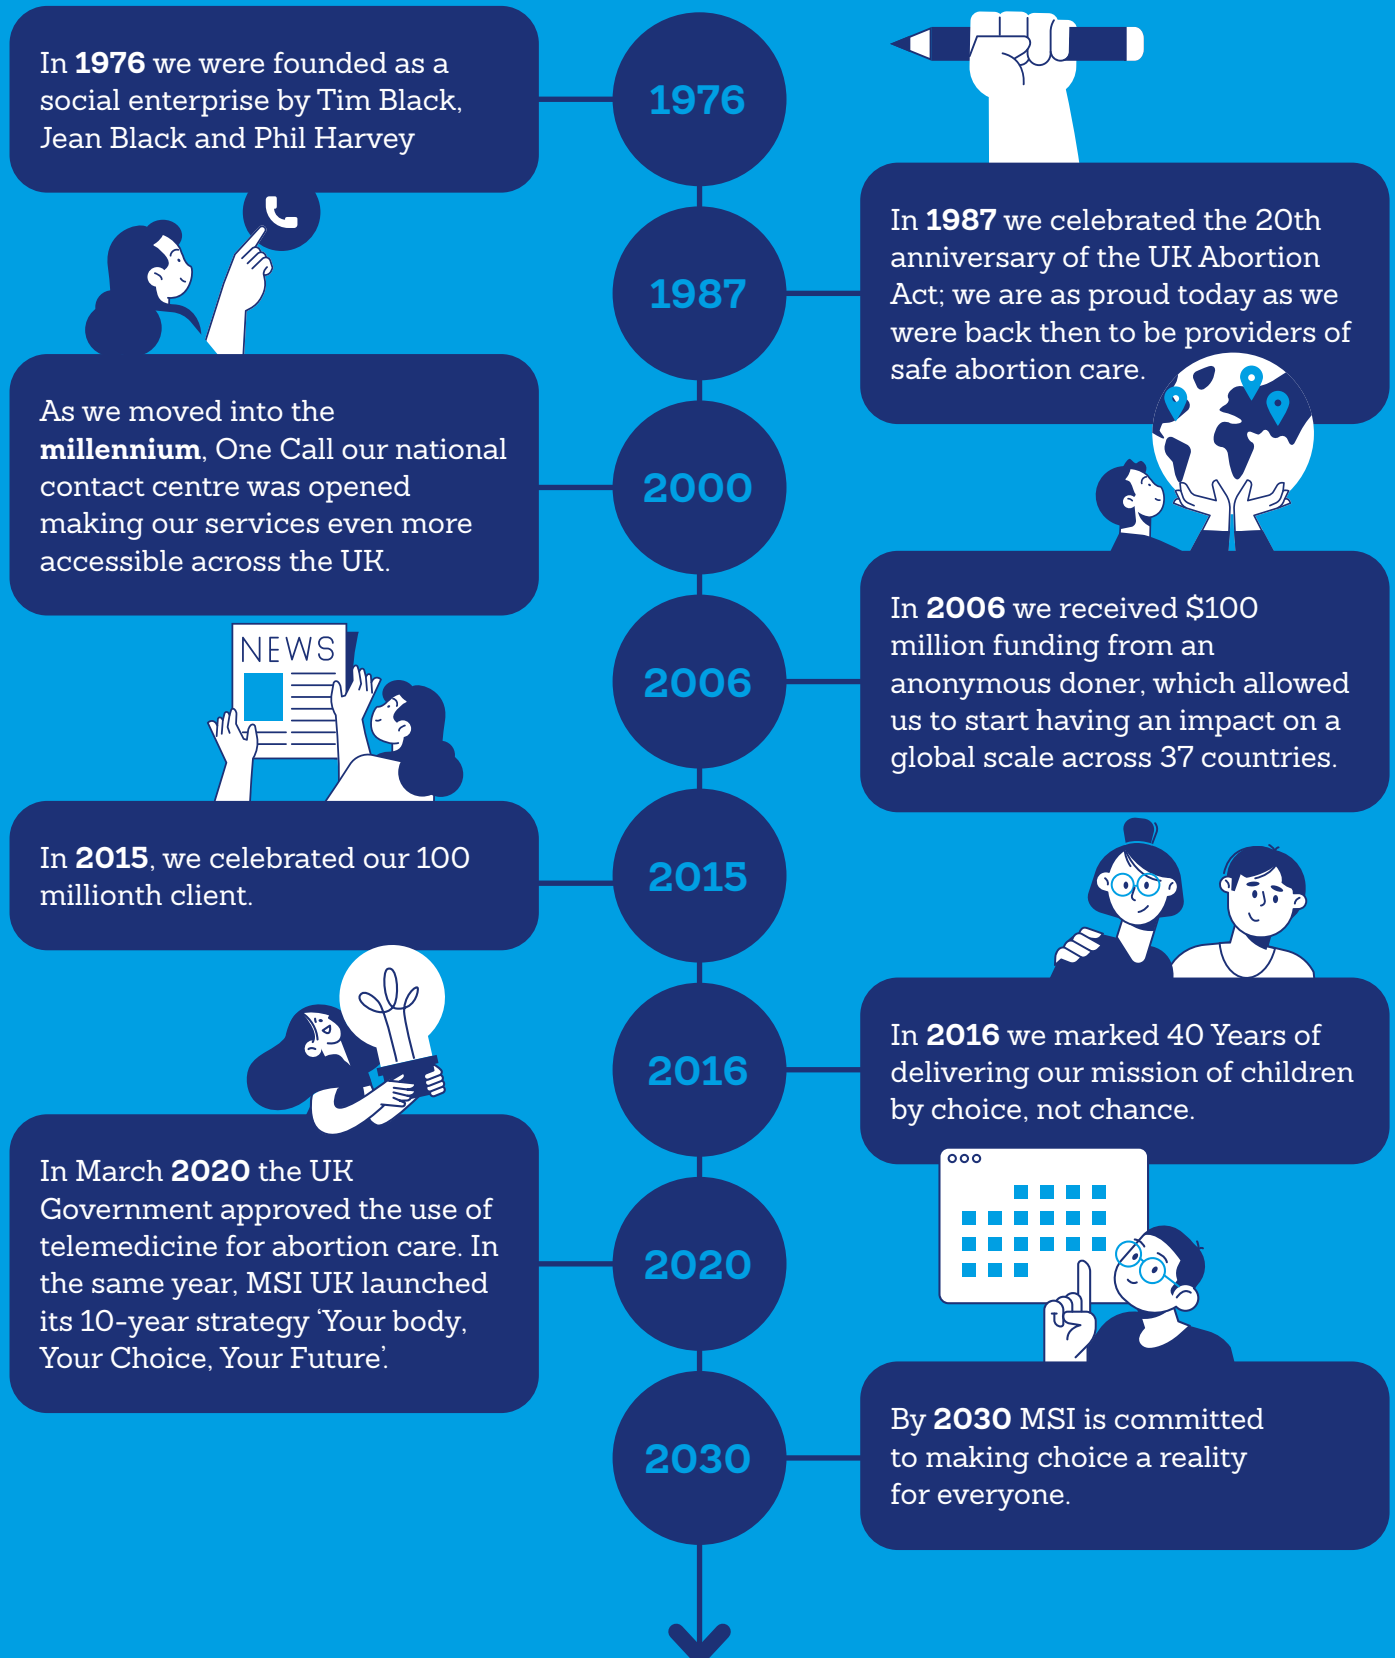 In 1976 we were founded as a
social enterprise by Tim Black,
Jean Black and Phil Harvey
1976
1987
In 1987 we celebrated the 20th
anniversary of the UK Abortion
Act; we are as proud today as we
were back then to be providers of
safe abortion care.
As we moved into the
millennium, One Call our national
contact centre was opened
making our services even more
accessible across the UK.
2000
2006
In 2006 we received $100
million funding from an
anonymous doner, which allowed
us to start having an impact on a
global scale across 37 countries.
NEWS
In 2015, we celebrated our 100
millionth client.
2015
2016
In 2016 we marked 40 Years of
delivering our mission of children
by choice, not chance.
In March 2020 the UK
Government approved the use of
telemedicine for abortion care. In
the same year, MSI UK launched
its 10-year strategy ‘Your body,
Your Choice, Your Future’.
2020
2030
By 2030 MSI is committed
to making choice a reality
for everyone.